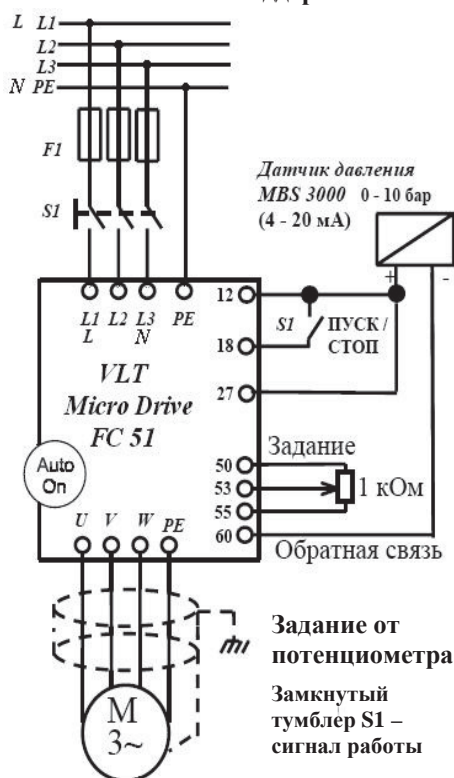 L L1
L2
L3
N PE
F1
S1
Датчик давления
MBS 3000 0 - 10 бар
(4 - 20 мА)
+ -
L1 L2 L3 PE
L N
VLT
Micro Drive
FC 51
Auto
On
12
S1 ПУСК /
СТОП
18
27
50 Задание
53 1 кОм
55
60
Обратная связь
U V W PE
M
3~
Задание от
потенциометра
Замкнутый
тумблер S1 –
сигнал работы